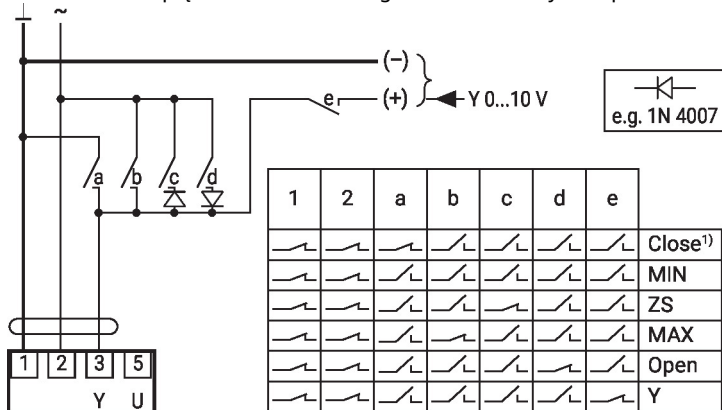 ~
(–)
e (+) Y 0...10 V
e.g. 1N 4007
a b c d
1 2 a b c d e
Close¹⁾
MIN
ZS
MAX
Open
Y
1 2 3 5
Y U